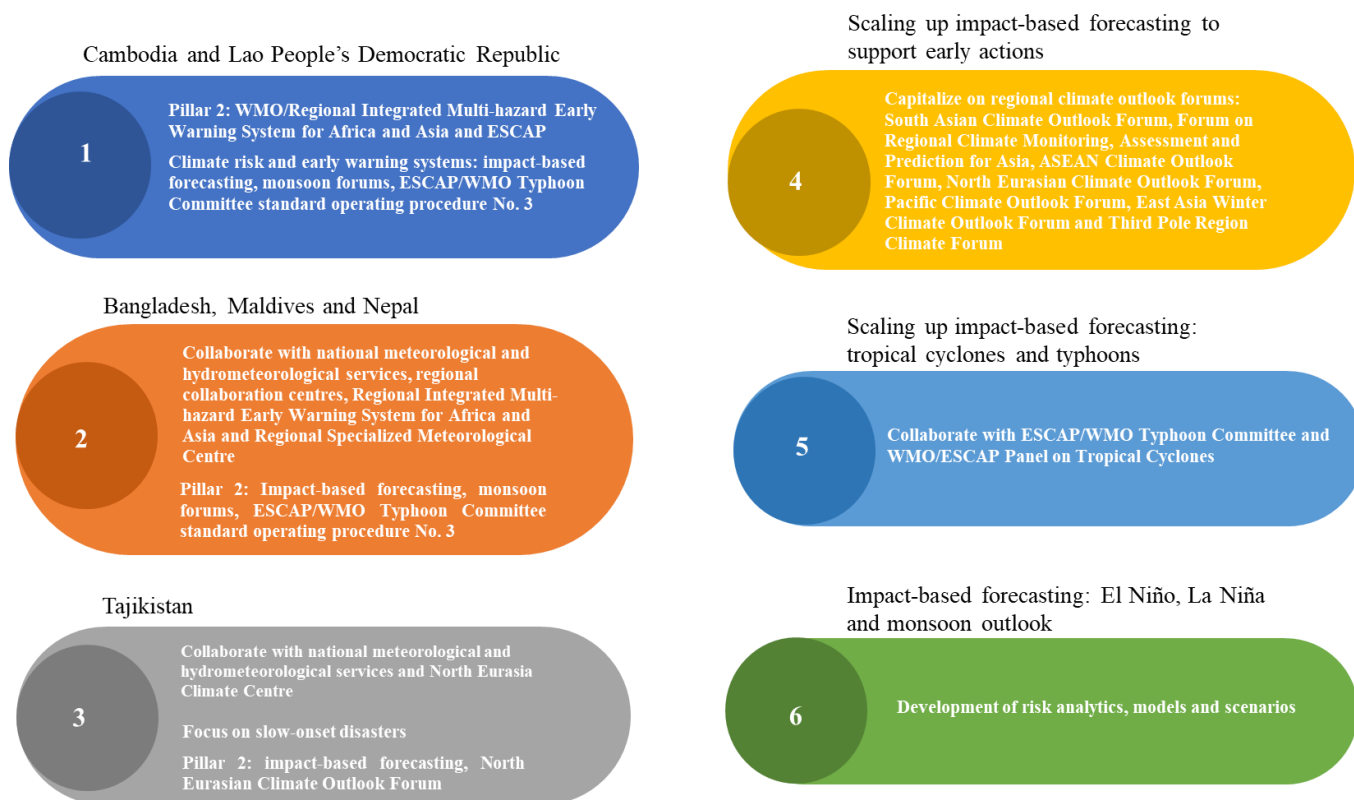 Cambodia and Lao People's Democratic Republic
1
Pillar 2: WMO/Regional Integrated Multi-hazard Early
Warning System for Africa and Asia and ESCAP
Climate risk and early warning systems: impact-based
forecasting, monsoon forums, ESCAP/WMO Typhoon
Committee standard operating procedure No. 3
Bangladesh, Maldives and Nepal
2
Collaborate with national meteorological and
hydrometeorological services, regional
collaboration centres, Regional Integrated Multi-
hazard Early Warning System for Africa and
Asia and Regional Specialized Meteorological
Centre
Pillar 2: Impact-based forecasting, monsoon
forums, ESCAP/WMO Typhoon Committee
standard operating procedure No. 3
Tajikistan
3
Collaborate with national meteorological and
hydrometeorological services and North Eurasia
Climate Centre
Focus on slow-onset disasters
Pillar 2: impact-based forecasting, North
Eurasian Climate Outlook Forum
Scaling up impact-based forecasting to
support early actions
4
Capitalize on regional climate outlook forums:
South Asian Climate Outlook Forum, Forum on
Regional Climate Monitoring, Assessment and
Prediction for Asia, ASEAN Climate Outlook
Forum, North Eurasian Climate Outlook Forum,
Pacific Climate Outlook Forum, East Asia Winter
Climate Outlook Forum and Third Pole Region
Climate Forum
Scaling up impact-based forecasting:
tropical cyclones and typhoons
5
Collaborate with ESCAP/WMO Typhoon Committee and
WMO/ESCAP Panel on Tropical Cyclones
Impact-based forecasting: El Niño, La Niña
and monsoon outlook
6
Development of risk analytics, models and scenarios